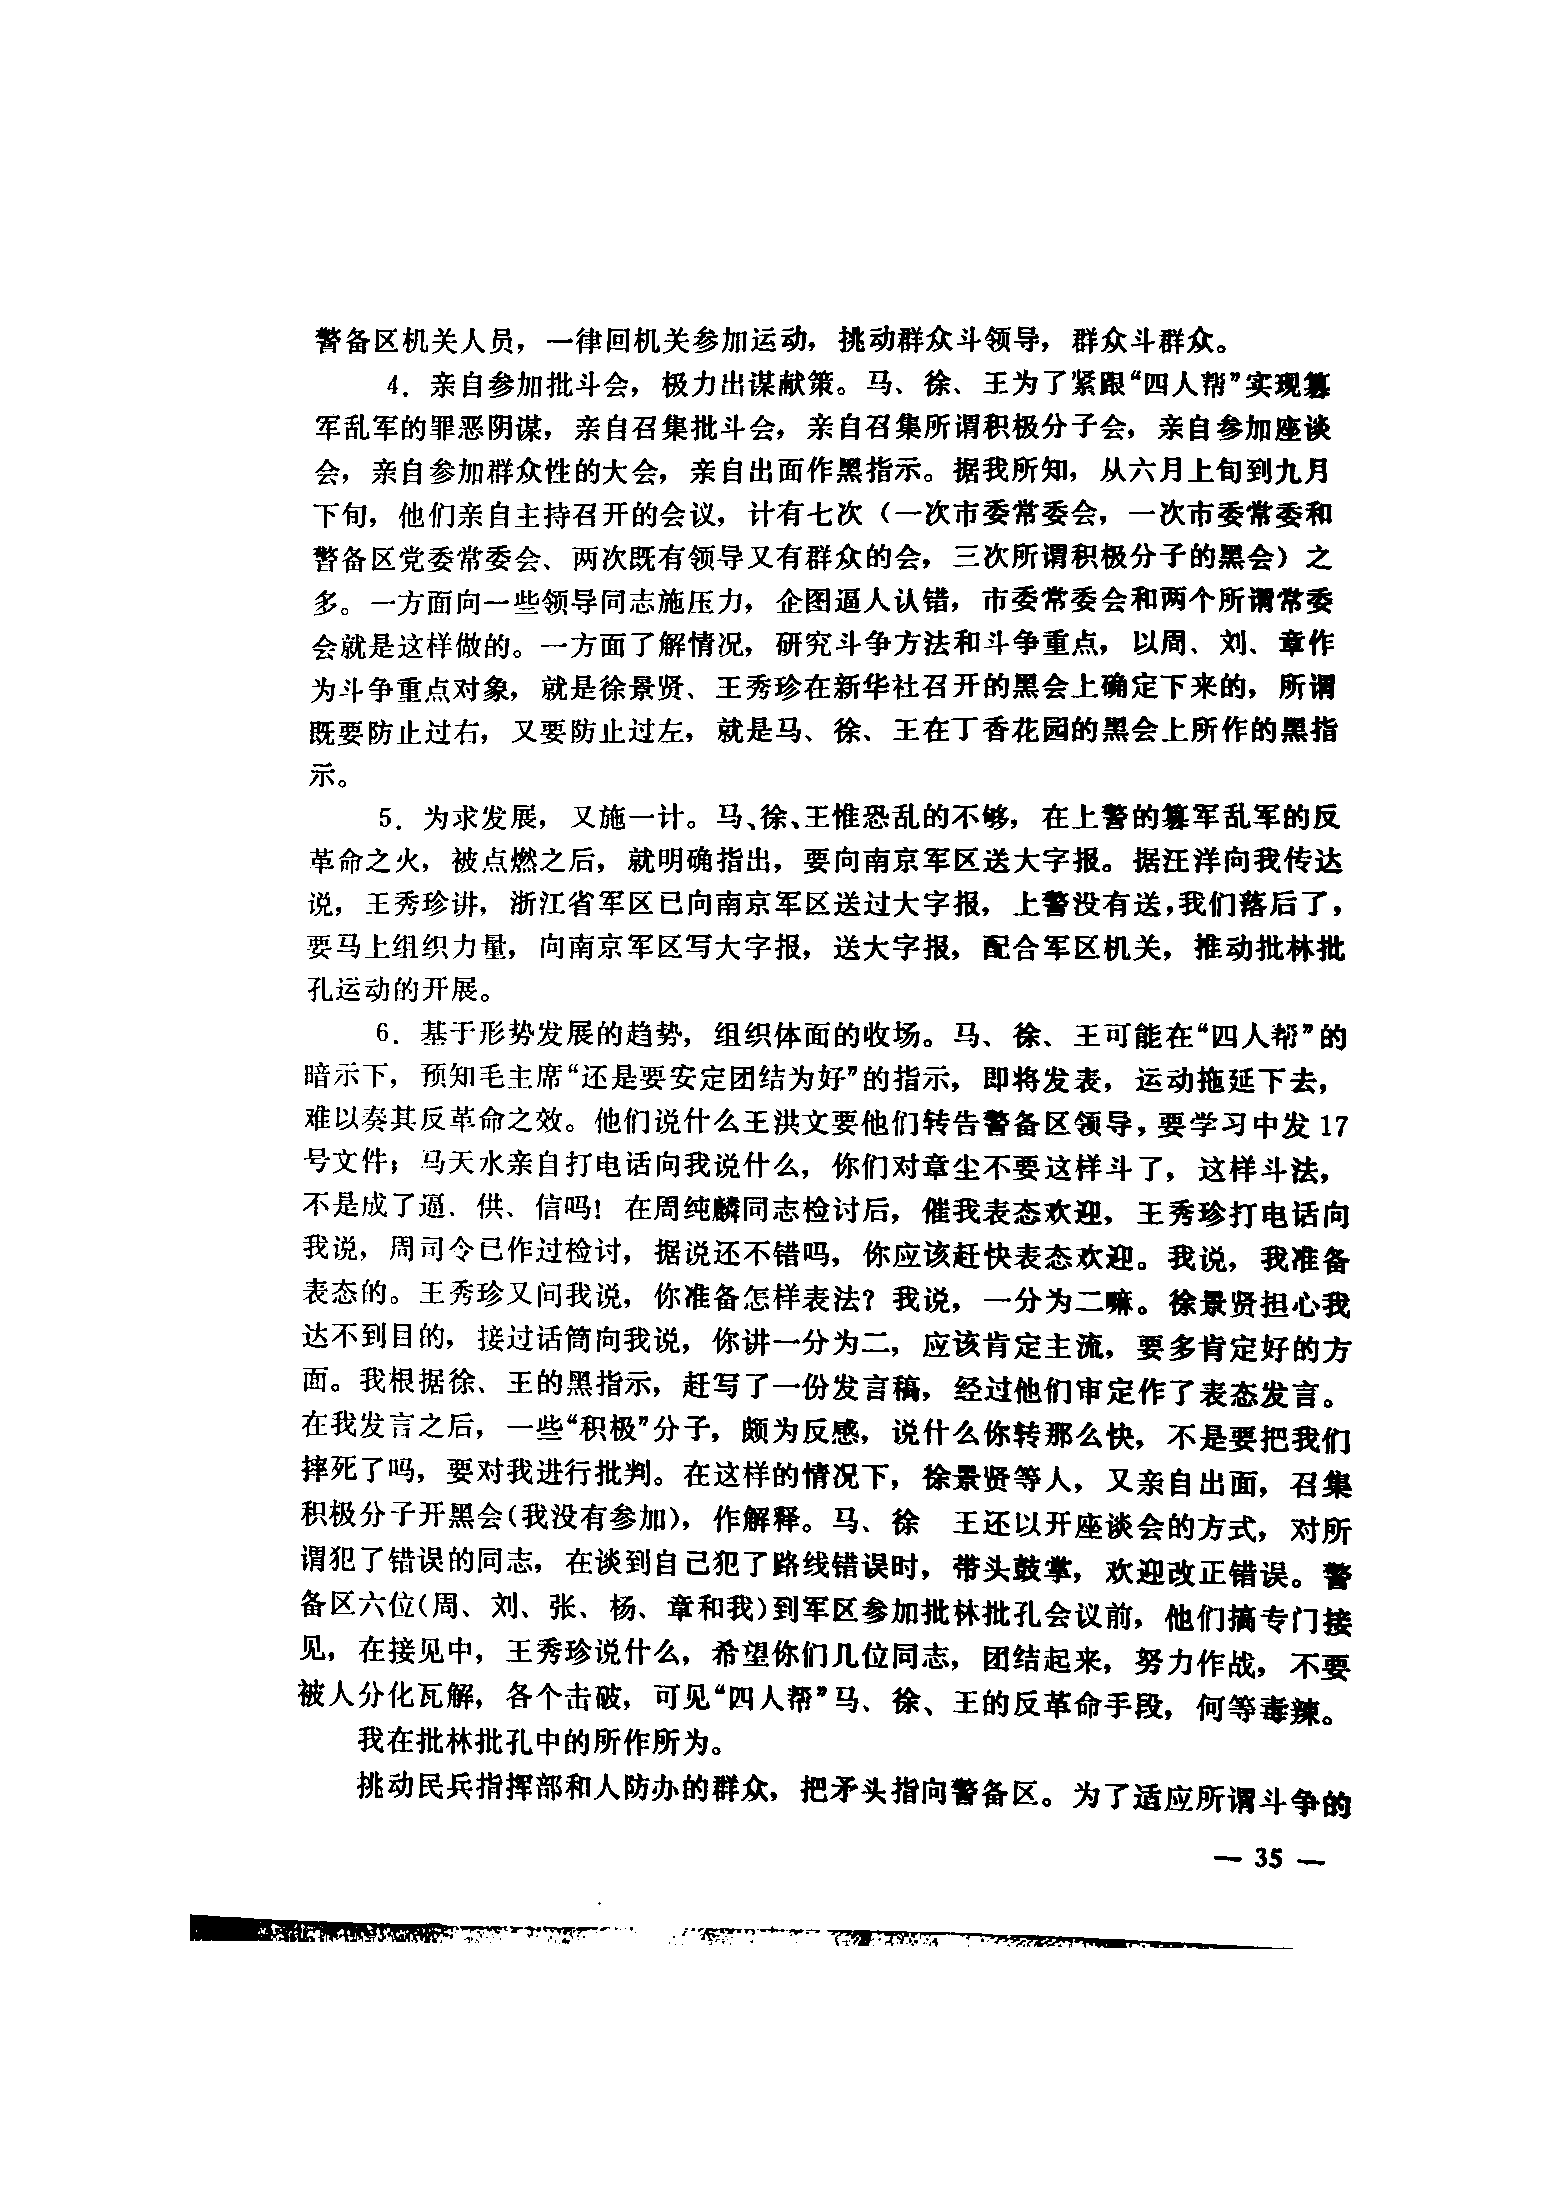 警备区机关人员，一律回机关参加运动，挑动群众斗领导，群众斗群众。
4．亲自参加批斗会，极力出谋献策。马、徐、王为了紧跟“四人帮”实现篡
军乱军的罪恶阴谋，亲自召集批斗会，亲自召集所谓积极分子会，亲自参加座谈
会，亲自参加群众性的大会，亲自出面作黑指示。据我所知，从六月上旬到九月
下旬，他们亲自主持召开的会议，计有七次（一次市委常委会，一次市委常委和
警备区党委常委会、两次既有领导又有群众的会，三次所谓积极分子的黑会）之
多。一方面向一些领导同志施压力，企图逼人认错，市委常委会和两个所谓常委
会就是这样做的。一方面了解情况，研究斗争方法和斗争重点，以周、刘、章作
为斗争重点对象，就是徐景贤、王秀珍在新华社召开的黑会上确定下来的，所谓
既要防止过右，又要防止过左，就是马、徐、王在丁香花园的黑会上所作的黑指
示。
5．为求发展，又施一计。马、徐、王惟恐乱的不够，在上警的篡军乱军的反
革命之火，被点燃之后，就明确指出，要向南京军区送大字报。据汪洋向我传达
说，王秀珍讲，浙江省军区已向南京军区送过大字报，上警没有送，我们落后了，
要马上组织力量，向南京军区写大字报，送大字报，配合军区机关，推动批林批
孔运动的开展。
6．基于形势发展的趋势，组织体面的收场。马、徐、王可能在“四人帮”的
暗示下，预知毛主席“还是要安定团结为好”的指示，即将发表，运动拖延下去，
难以奏其反革命之效。他们说什么王洪文要他们转告警备区领导，要学习中发17
号文件；马天水亲自打电话向我说什么，你们对章尘不要这样斗了，这样斗法，
不是成了逼、供、信吗！在周纯麟同志检讨后，催我表态欢迎，王秀珍打电话向
我说，周司令已作过检讨，据说还不错吗，你应该赶快表态欢迎。我说，我准备
表态的。王秀珍又问我说，你准备怎样表法？我说，一分为二嘛。徐景贤担心我
达不到目的，接过话筒向我说，你讲一分为二，应该肯定主流，要多肯定好的方
面。我根据徐、王的黑指示，赶写了一份发言稿，经过他们审定作了表态发言。
在我发言之后，一些“积极”分子，颇为反感，说什么你转那么快，不是要把我们
摔死了吗，要对我进行批判。在这样的情况下，徐景贤等人，又亲自出面，召集
积极分子开黑会（我没有参加），作解释。马、徐　王还以开座谈会的方式，对所
谓犯了错误的同志，在谈到自己犯了路线错误时，带头鼓掌，欢迎改正错误。警
备区六位（周、刘、张、杨、章和我）到军区参加批林批孔会议前，他们搞专门接
见，在接见中，王秀珍说什么，希望你们几位同志，团结起来，努力作战，不要
被人分化瓦解，各个击破，可见“四人帮”马、徐、王的反革命手段，何等毒辣。
我在批林批孔中的所作所为。
挑动民兵指挥部和人防办的群众，把矛头指向警备区。为了适应所谓斗争的
— 35 —